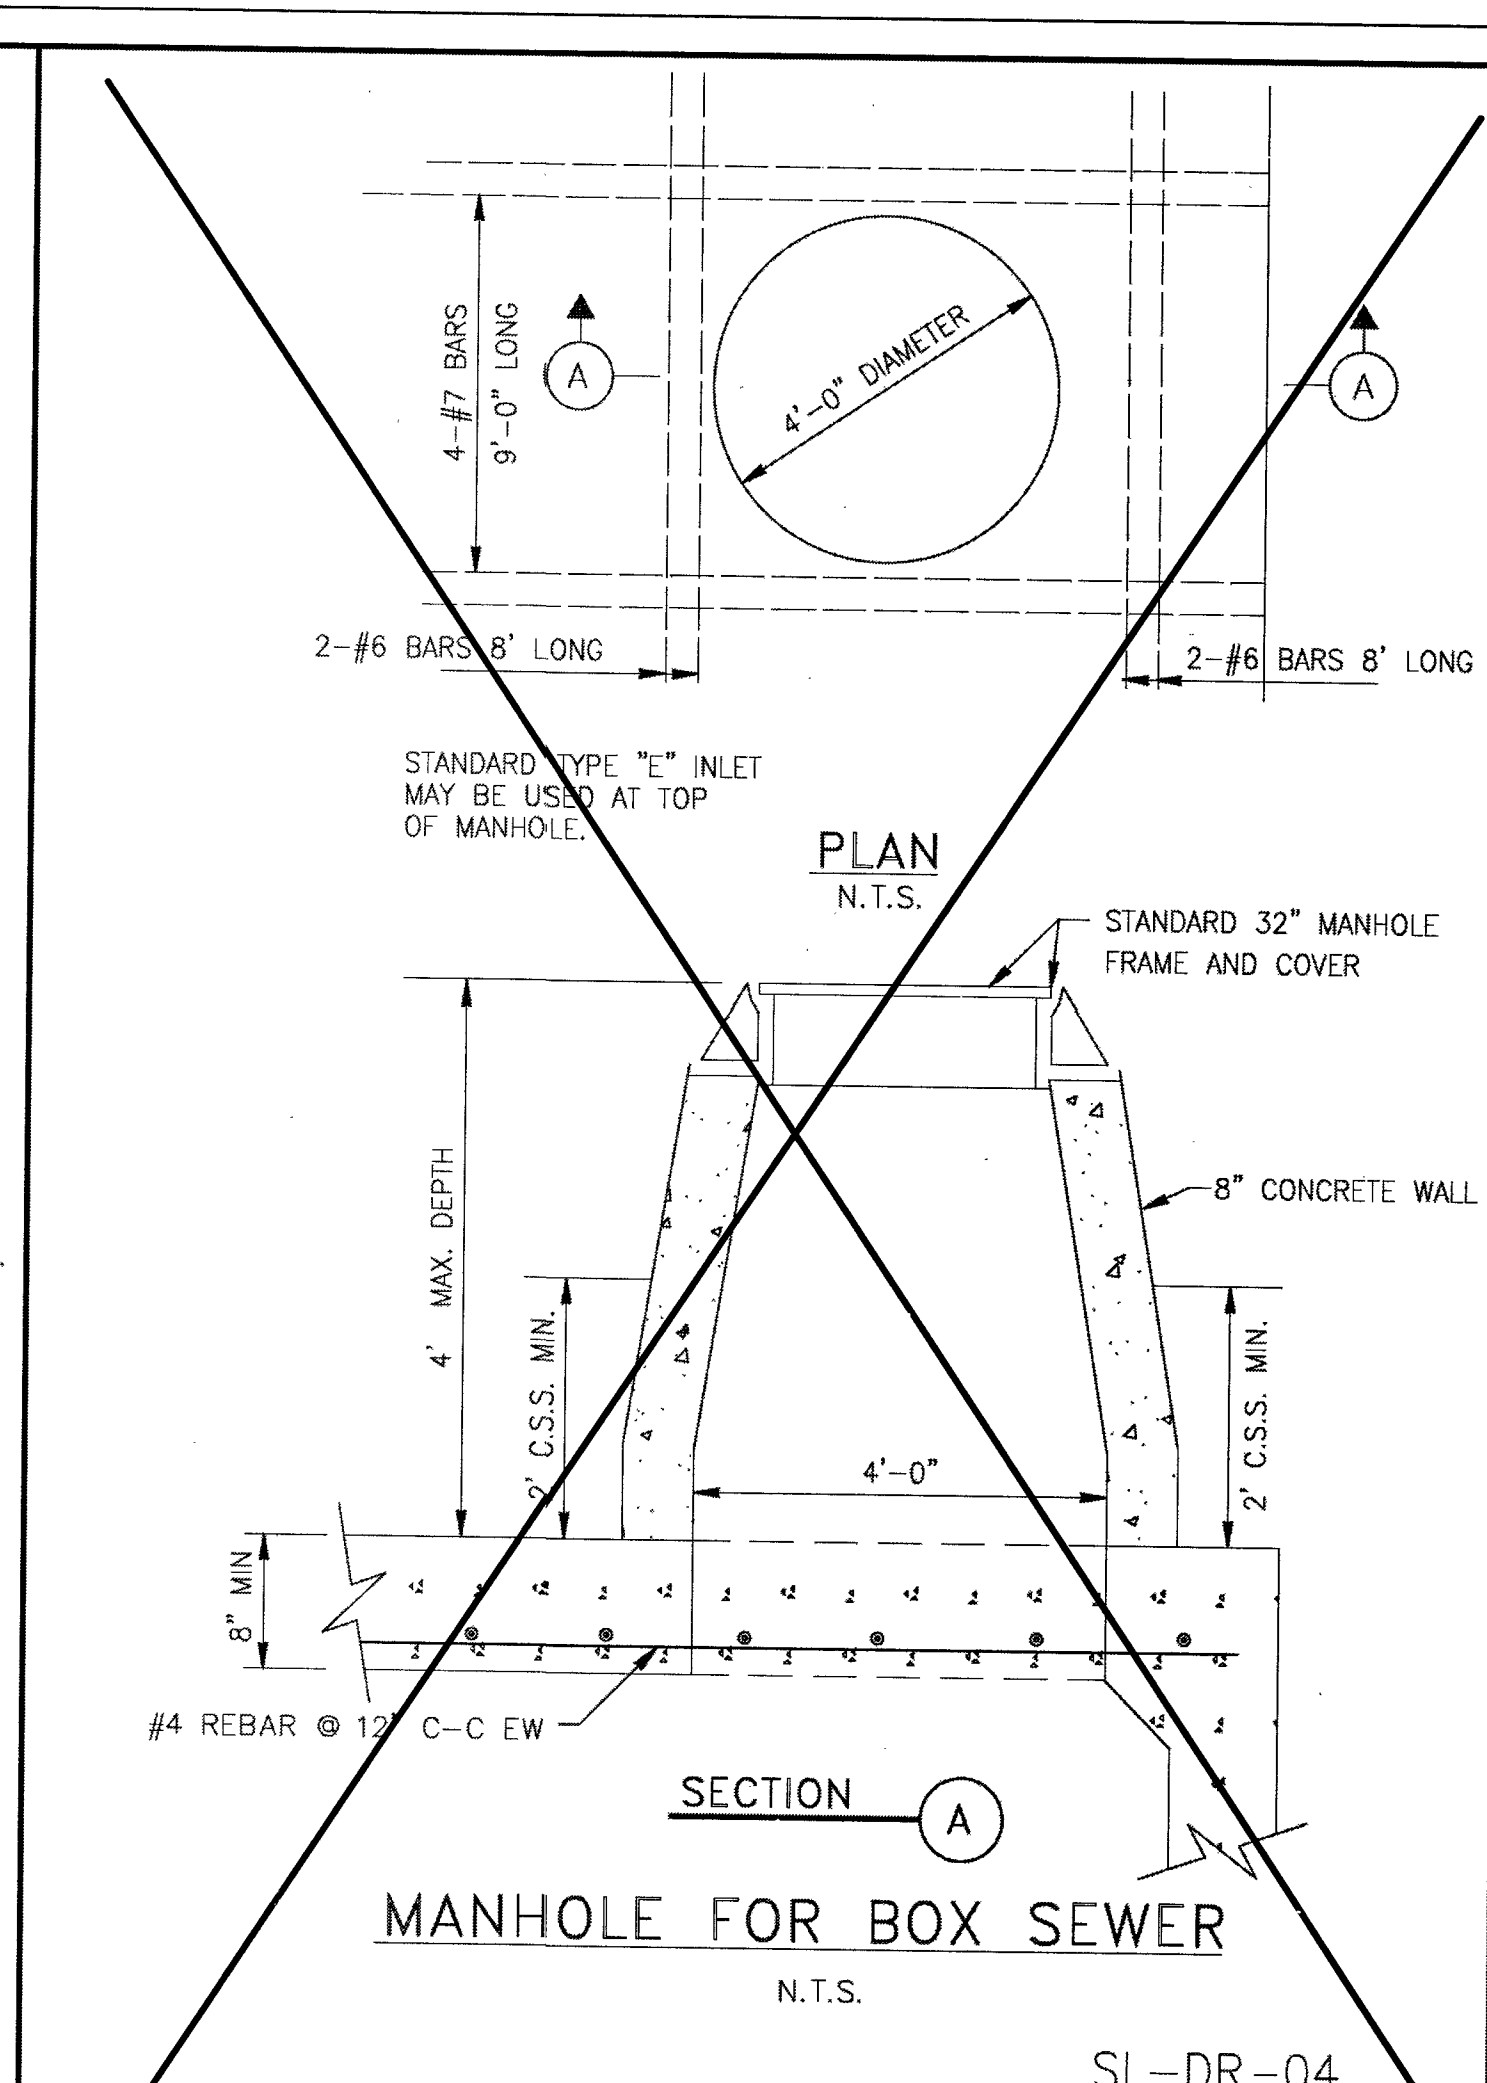 4-#7 BARS
9'-0" LONG
A
4'-0" DIAMETER
A
2-#6 BARS 8' LONG
2-#6 BARS 8' LONG
STANDARD TYPE "E" INLET
MAY BE USED AT TOP
OF MANHOLE.
PLAN
N.T.S.
STANDARD 32" MANHOLE
FRAME AND COVER
4' MAX. DEPTH
2' C.S.S. MIN.
8" CONCRETE WALL
2' C.S.S. MIN.
4'-0"
8" MIN
#4 REBAR @ 12" C-C EW
SECTION A
MANHOLE FOR BOX SEWER
N.T.S.
SL-DR-04